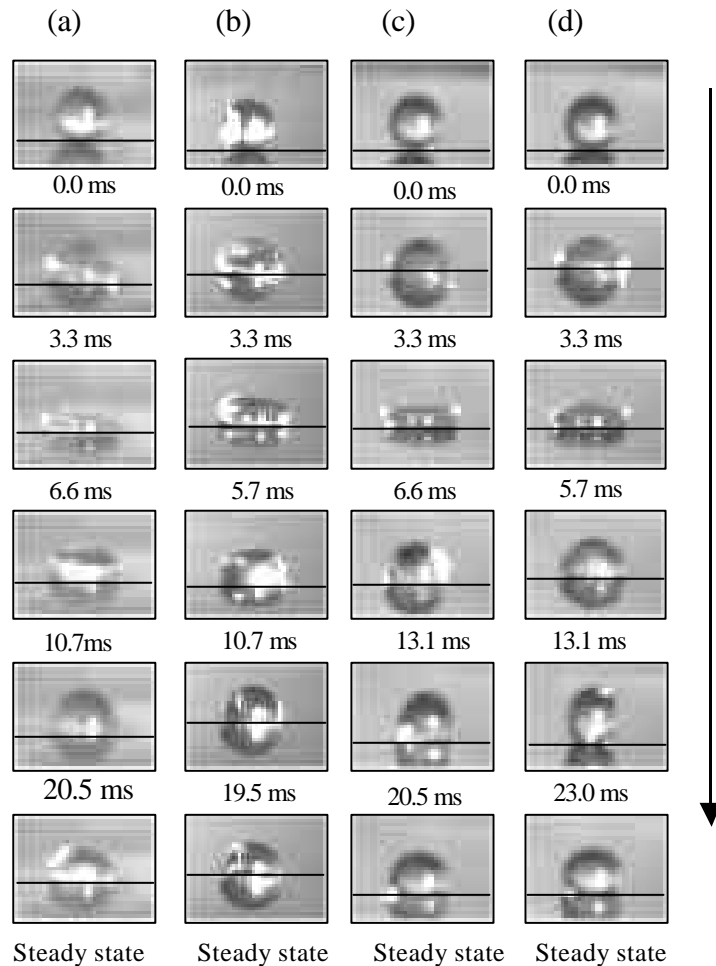 (a) (b) (c) (d)
0.0 ms 0.0 ms 0.0 ms 0.0 ms
3.3 ms 3.3 ms 3.3 ms 3.3 ms
6.6 ms 5.7 ms 6.6 ms 5.7 ms
10.7ms 10.7 ms 13.1 ms 13.1 ms
20.5 ms 19.5 ms 20.5 ms 23.0 ms
Steady state Steady state Steady state Steady state